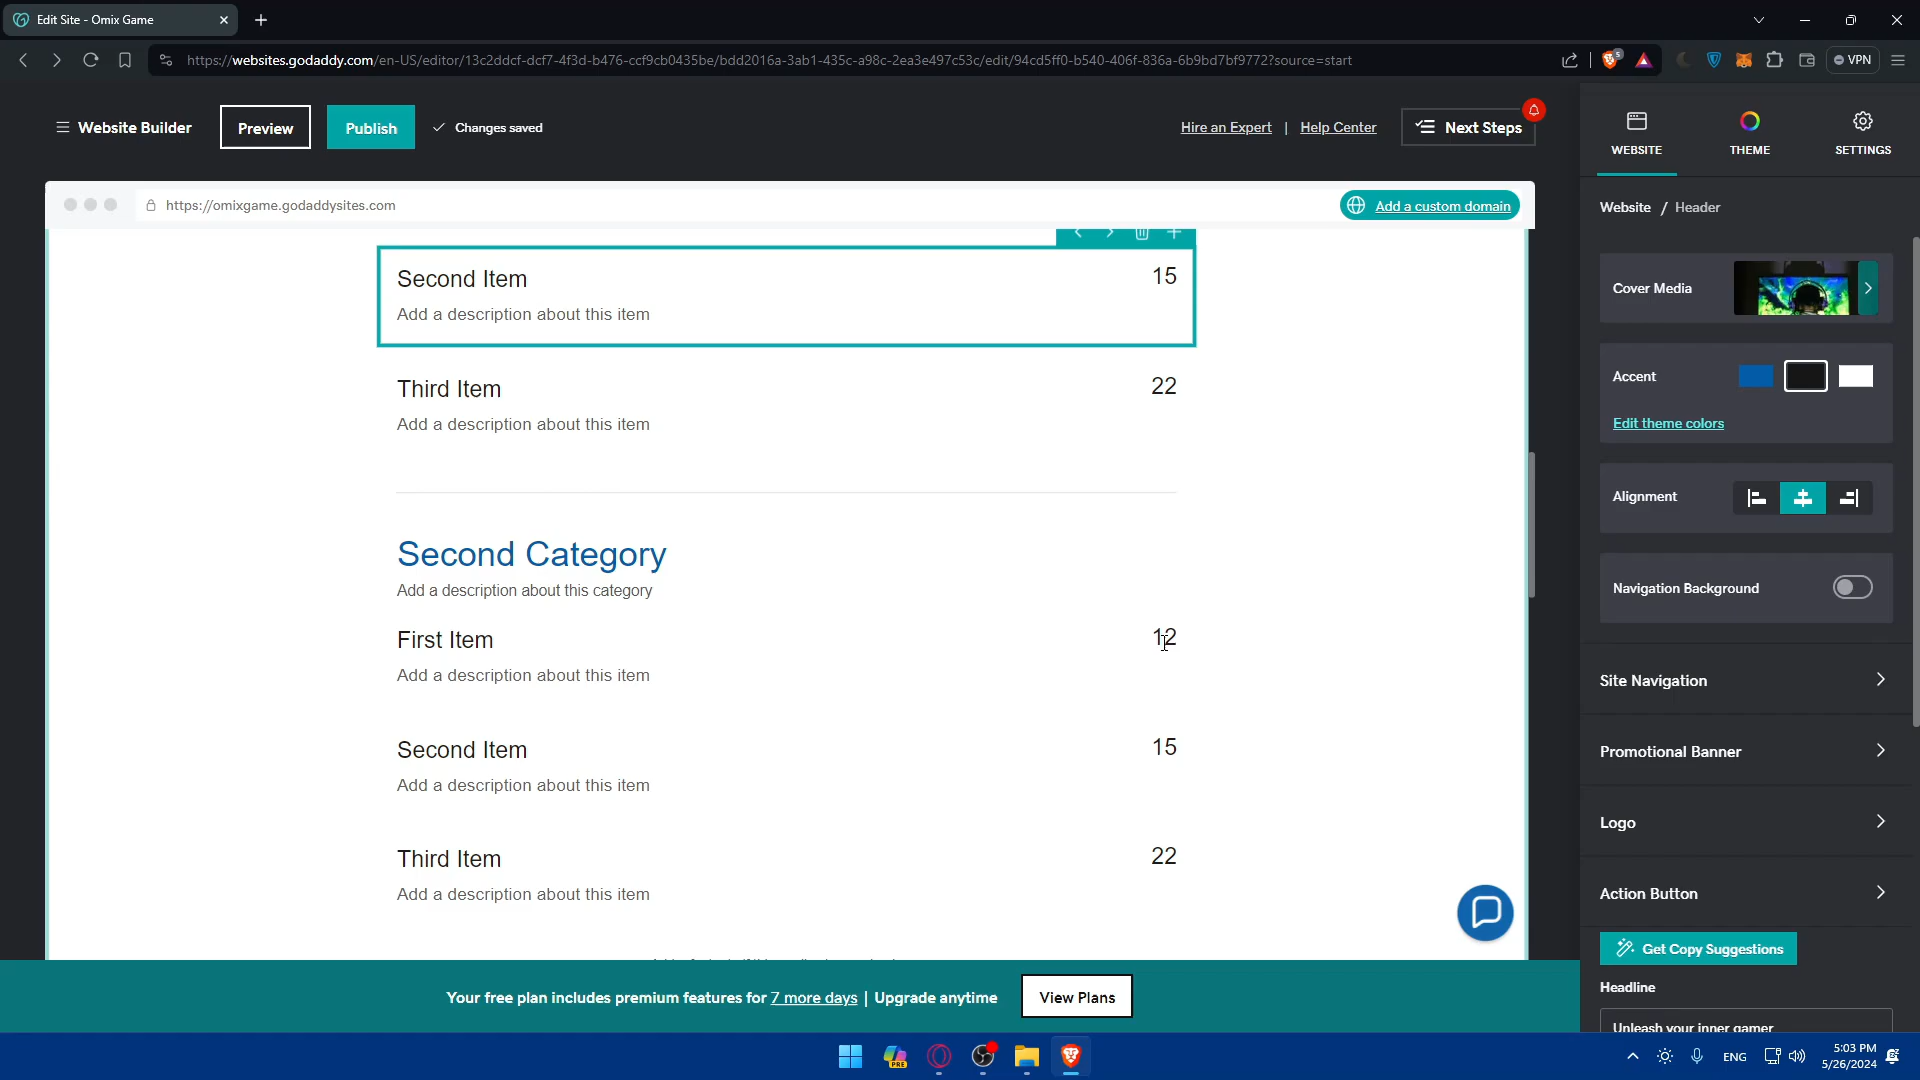 Edit Site - Omix Game
https://websites.godaddy.com/en-US/editor/13c2ddcf-dcf7-4f3d-b476-ccf9cb0435be/bdd2016a-3ab1-435c-a98c-2ea3e497c53c/edit/94cd5ff0-b540-406f-836a-6b9bd7bf9772?source=start
5
VPN
Website Builder
Preview
Publish
Changes saved
Hire an Expert | Help Center
Next Steps
WEBSITE
THEME
SETTINGS
https://omixgame.godaddysites.com
Add a custom domain
Website / Header
Second Item
15
Add a description about this item
Cover Media
Third Item
22
Add a description about this item
Accent
Edit theme colors
Alignment
Second Category
Add a description about this category
Navigation Background
First Item
12
Add a description about this item
Site Navigation
Second Item
15
Add a description about this item
Promotional Banner
Logo
Third Item
22
Add a description about this item
Action Button
Get Copy Suggestions
Headline
Unleash your inner gamer
Your free plan includes premium features for 7 more days | Upgrade anytime
View Plans
PRE
ENG
5:03 PM
5/26/2024